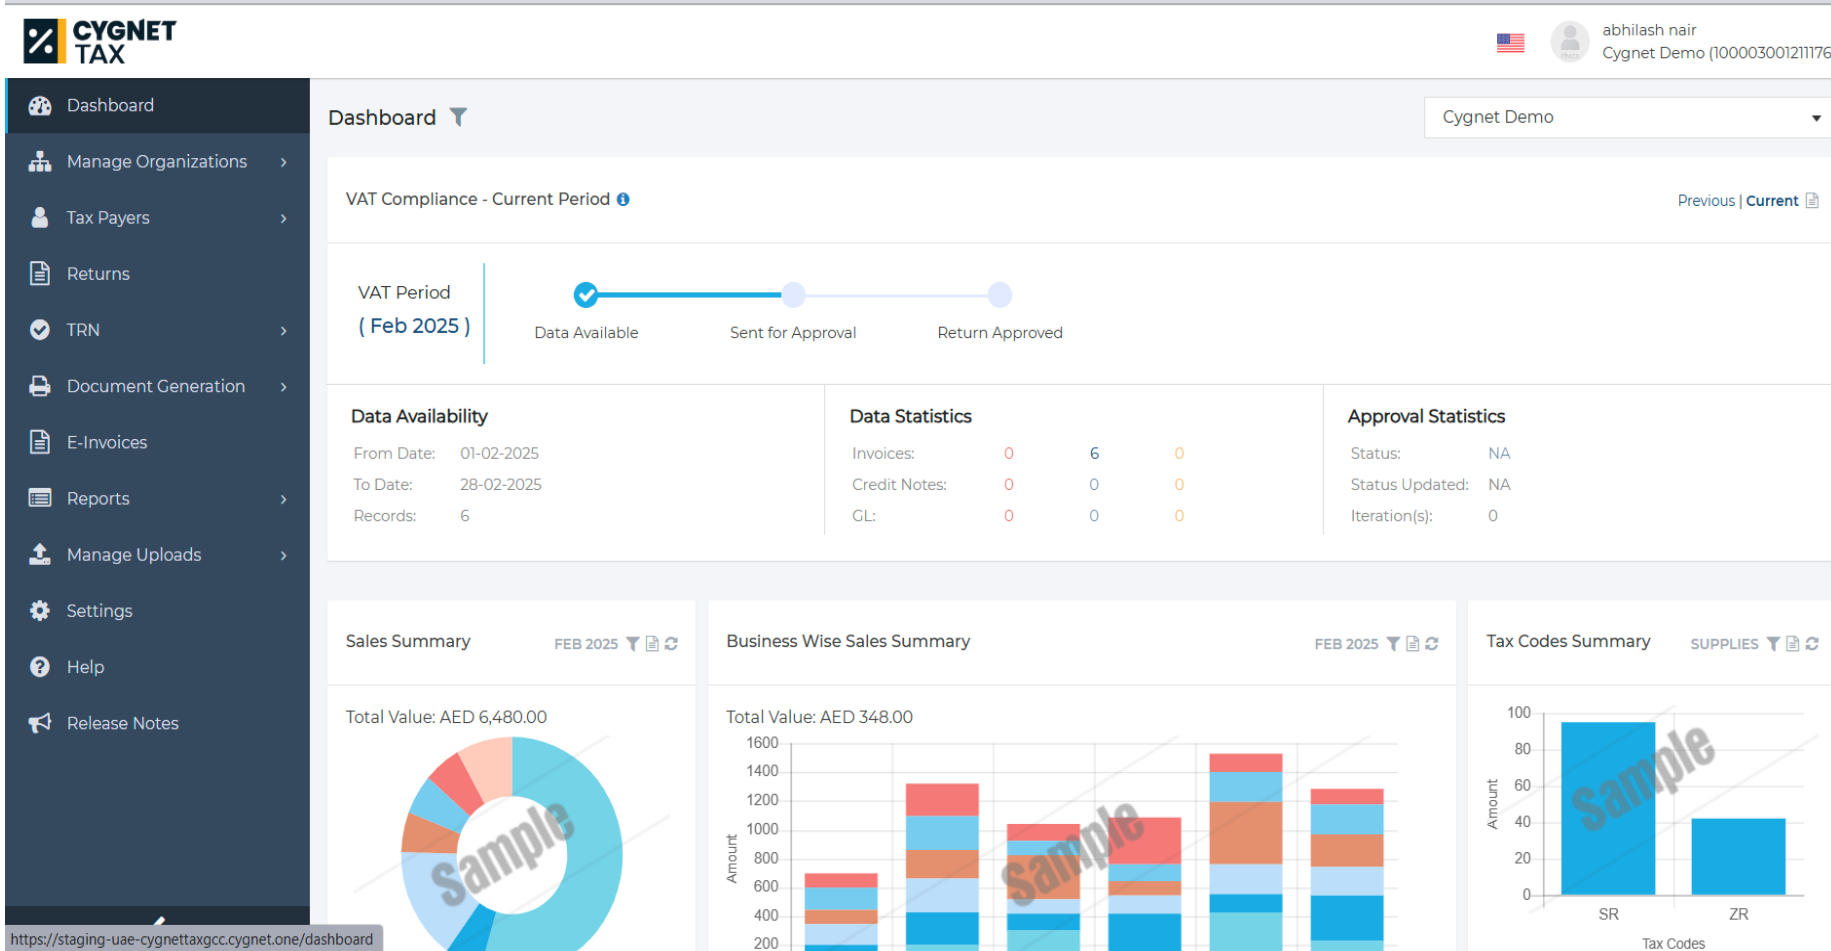 CYGNET
TAX
abhilash nair
Cygnet Demo (100003001211176
Dashboard
Manage Organizations
Tax Payers
Returns
TRN
Document Generation
E-Invoices
Reports
Manage Uploads
Settings
Help
Release Notes
https://staging-uae-cygnettaxgcc.cygnet.one/dashboard
Dashboard
Cygnet Demo
VAT Compliance - Current Period
Previous | Current
VAT Period
( Feb 2025 )
Data Available
Sent for Approval
Return Approved
Data Availability
From Date: 01-02-2025
To Date: 28-02-2025
Records: 6
Data Statistics
Invoices: 0 6 0
Credit Notes: 0 0 0
GL: 0 0 0
Approval Statistics
Status: NA
Status Updated: NA
Iteration(s): 0
Sales Summary
FEB 2025
Total Value: AED 6,480.00
Sample
Business Wise Sales Summary
FEB 2025
Total Value: AED 348.00
1600
1400
1200
1000
800
600
400
200
Amount
Sample
Tax Codes Summary
SUPPLIES
100
80
60
40
20
0
Amount
Sample
SR
ZR
Tax Codes